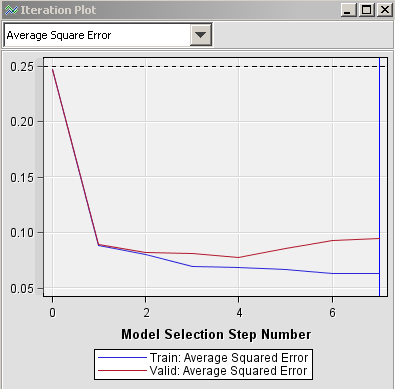 Iteration Plot
Average Square Error
0.25
0.20
0.15
0.10
0.05
0 2 4 6
Model Selection Step Number
Train: Average Squared Error
Valid: Average Squared Error